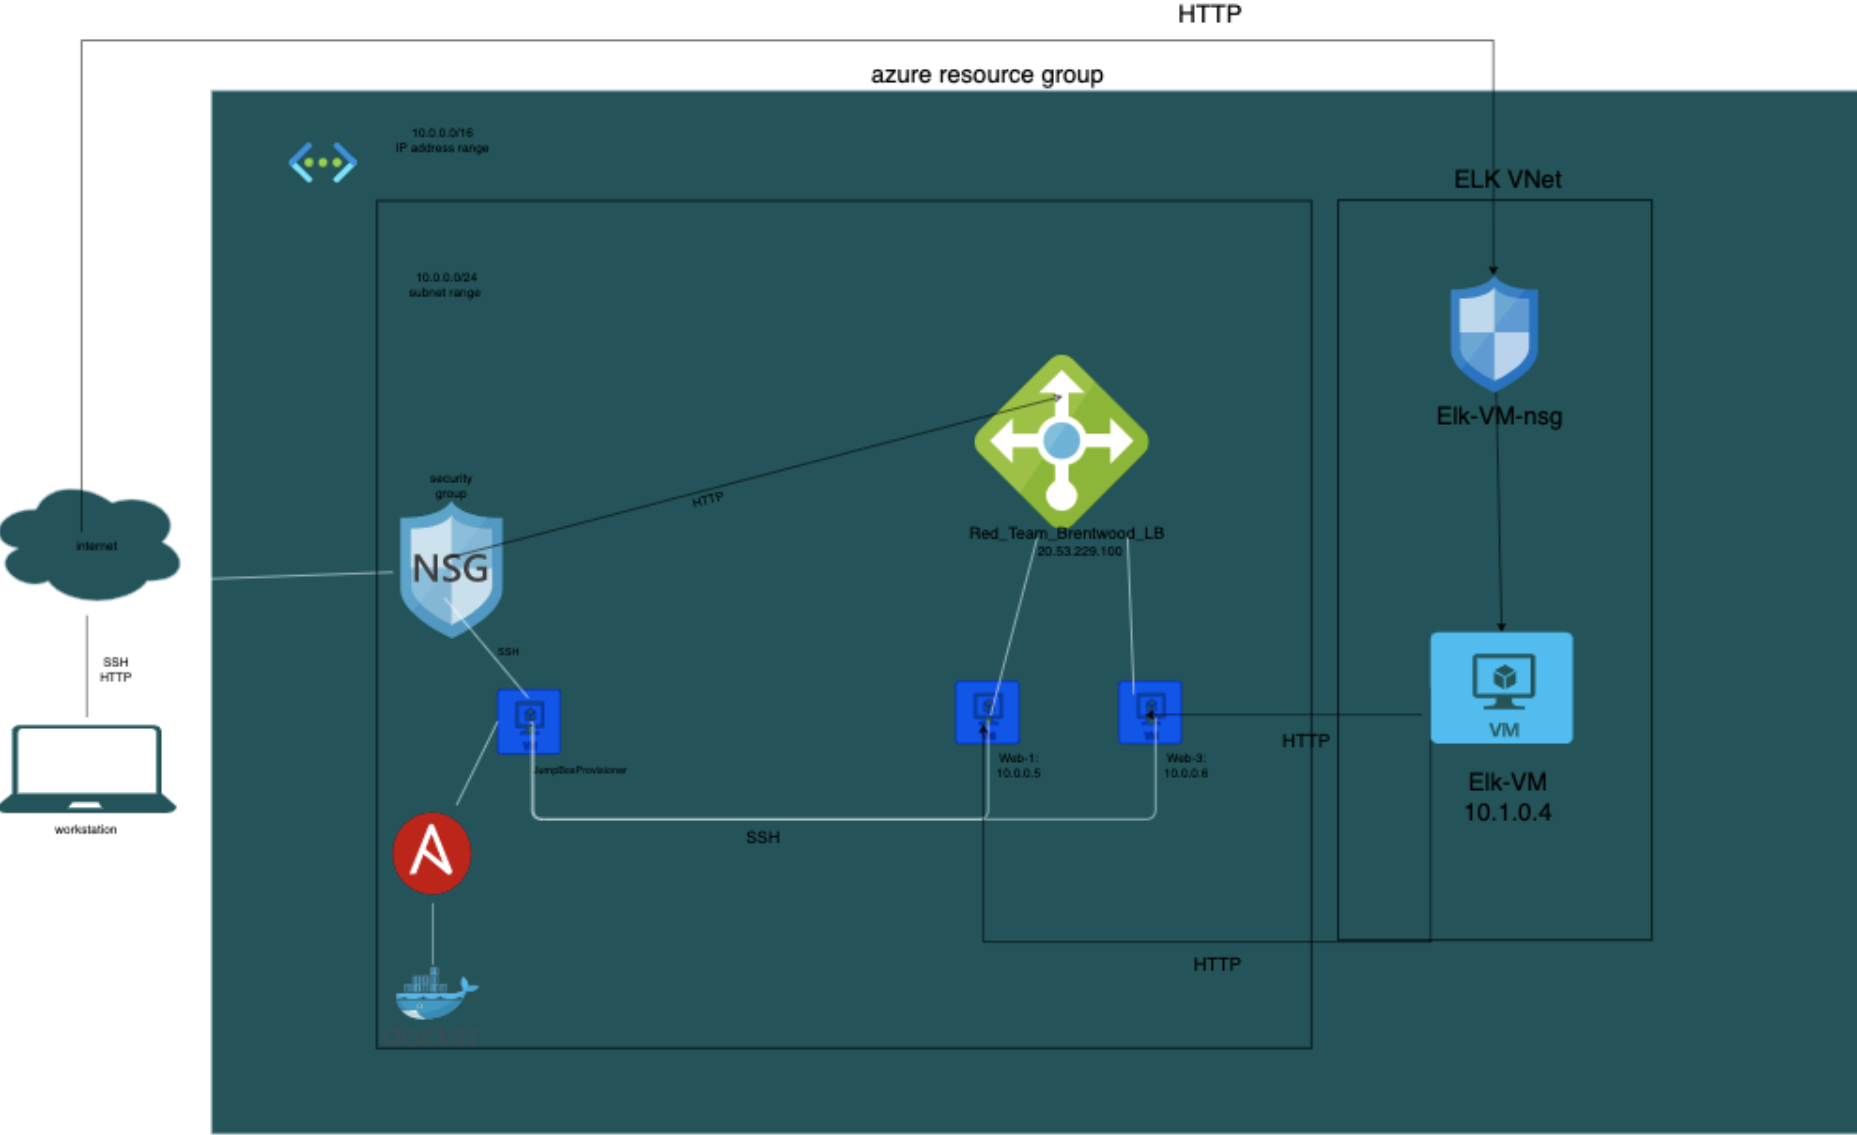 HTTP
azure resource group
10.0.0.0/16
IP address range
ELK VNet
10.0.0.0/24
subnet range
Elk-VM-nsg
security
group
HTTP
NSG
internet
Red_Team_Brentwood_LB
20.53.229.100
SSH
HTTP
SSH
VM
VM
VM
VM
HTTP
Web-1:
10.0.0.5
Web-3:
10.0.0.6
JumpBoxProvisioner
Elk-VM
10.1.0.4
workstation
SSH
HTTP
docker